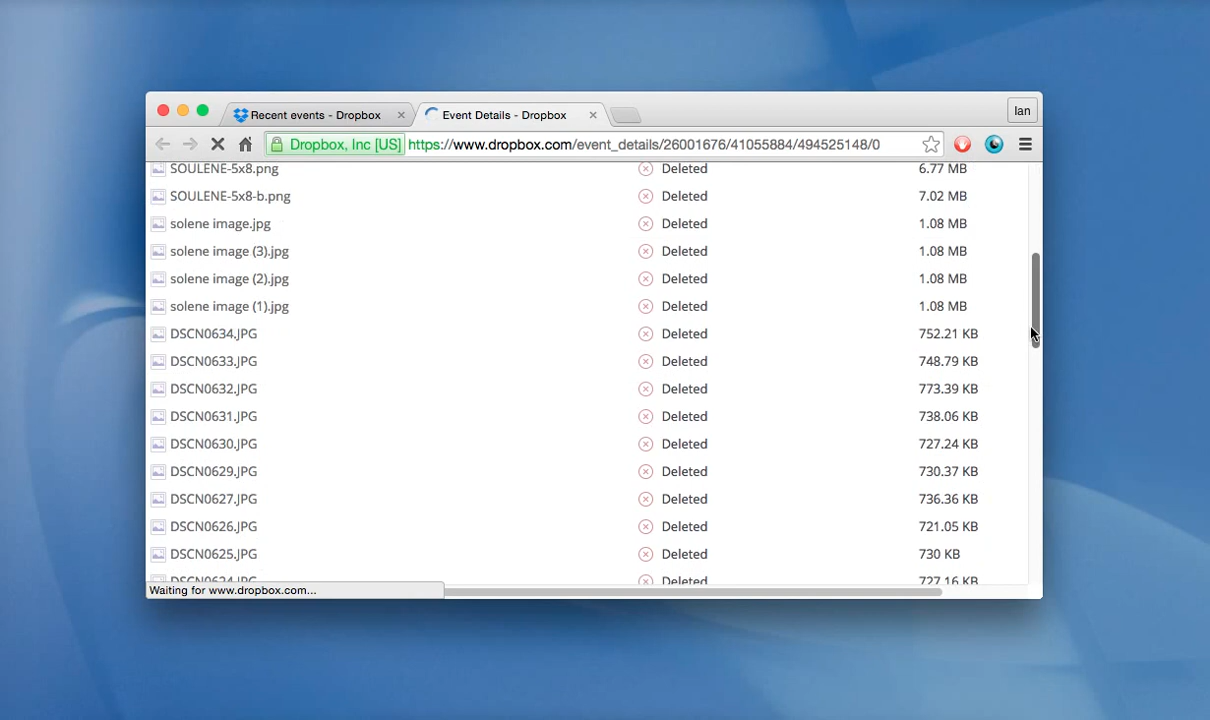 Recent events - Dropbox
Event Details - Dropbox
Ian
Dropbox, Inc [US] https://www.dropbox.com/event_details/26001676/41055884/494525148/0
SOULENE-5x8.png Deleted 6.77 MB
SOULENE-5x8-b.png Deleted 7.02 MB
solene image.jpg Deleted 1.08 MB
solene image (3).jpg Deleted 1.08 MB
solene image (2).jpg Deleted 1.08 MB
solene image (1).jpg Deleted 1.08 MB
DSCN0634.JPG Deleted 752.21 KB
DSCN0633.JPG Deleted 748.79 KB
DSCN0632.JPG Deleted 773.39 KB
DSCN0631.JPG Deleted 738.06 KB
DSCN0630.JPG Deleted 727.24 KB
DSCN0629.JPG Deleted 730.37 KB
DSCN0627.JPG Deleted 736.36 KB
DSCN0626.JPG Deleted 721.05 KB
DSCN0625.JPG Deleted 730 KB
DSCN0624.JPG Deleted 727.16 KB
Waiting for www.dropbox.com...